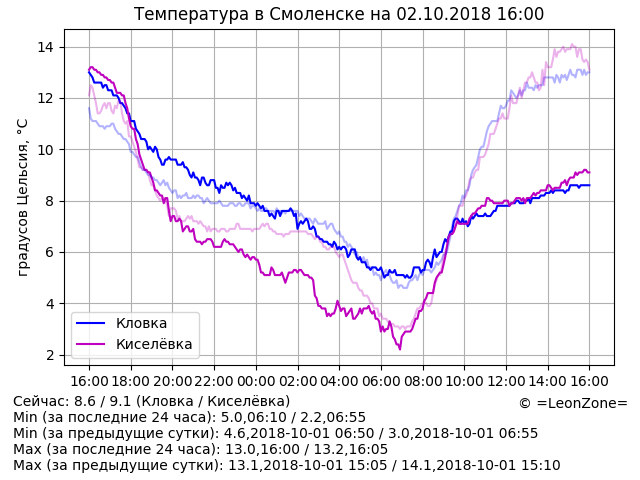 Температура в Смоленске на 02.10.2018 16:00
градусов Цельсия, °C
14
12
10
8
6
4
2
Кловка
Киселёвка
16:00 18:00 20:00 22:00 00:00 02:00 04:00 06:00 08:00 10:00 12:00 14:00 16:00
Сейчас: 8.6 / 9.1 (Кловка / Киселёвка)
© =LeonZone=
Min (за последние 24 часа): 5.0,06:10 / 2.2,06:55
Min (за предыдущие сутки): 4.6,2018-10-01 06:50 / 3.0,2018-10-01 06:55
Max (за последние 24 часа): 13.0,16:00 / 13.2,16:05
Max (за предыдущие сутки): 13.1,2018-10-01 15:05 / 14.1,2018-10-01 15:10